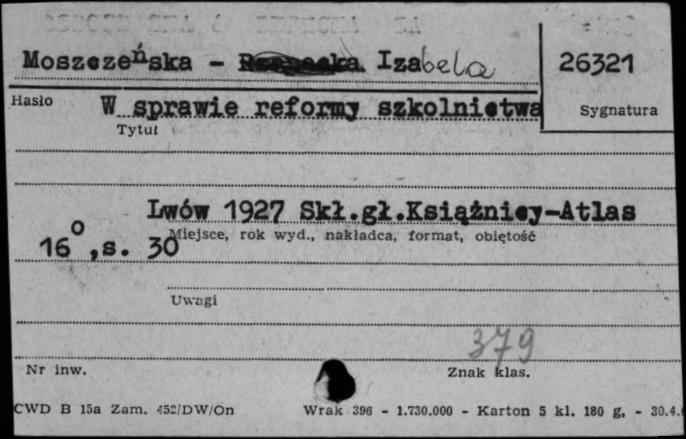 Moszczeńska - Rzepecka Izabela
26321
Hasło
W sprawie reformy szkolnictwa
Sygnatura
Tytuł
Lwów 1927 Skł.gł.Książnicy-Atlas
Miejsce, rok wyd., nakładca, format, objętość
16°,s. 30
Uwagi
379
Nr inw.
Znak klas.
CWD B 15a Zam. 452/DW/On
Wrak 396 - 1.730.000 - Karton 5 kl. 180 g, - 30.4.